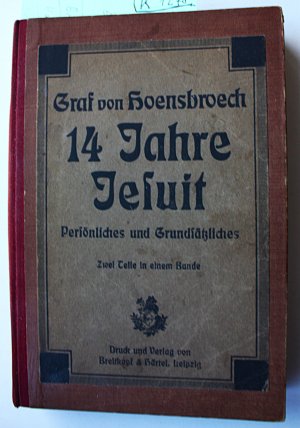 Graf von Hoensbroech
14 Jahre
Jeſuit
Perſönliches und Grundſätzliches
Zwei Teile in einem Bande
Druck und Verlag von
Breitkopf & Härtel, Leipzig